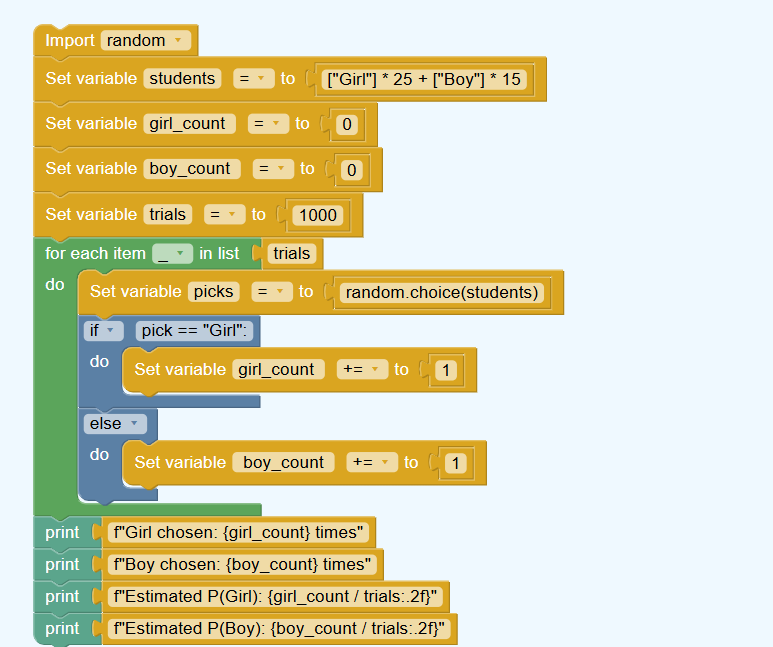 Import random
Set variable students = to ["Girl"] * 25 + ["Boy"] * 15
Set variable girl_count = to 0
Set variable boy_count = to 0
Set variable trials = to 1000
for each item _ in list trials
do Set variable picks = to random.choice(students)
if pick == "Girl":
do Set variable girl_count += to 1
else
do Set variable boy_count += to 1
print f"Girl chosen: {girl_count} times"
print f"Boy chosen: {boy_count} times"
print f"Estimated P(Girl): {girl_count / trials:.2f}"
print f"Estimated P(Boy): {boy_count / trials:.2f}"